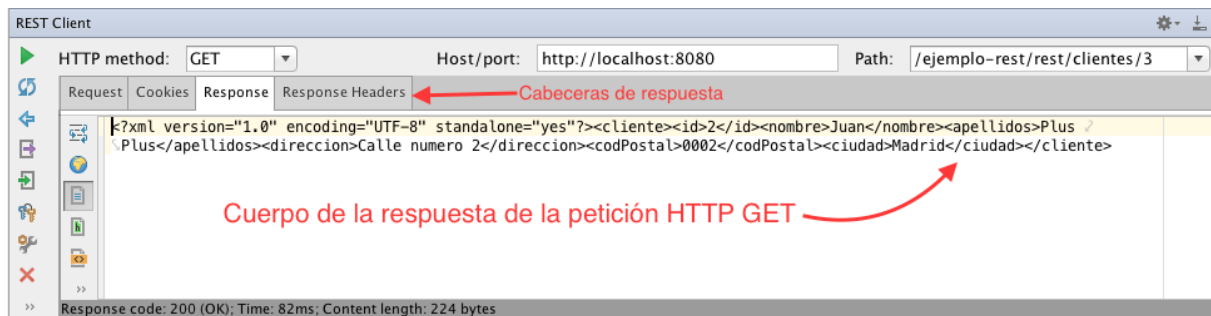 REST Client
HTTP method: GET Host/port: http://localhost:8080 Path: /ejemplo-rest/rest/clientes/3
Request Cookies Response Response Headers Cabeceras de respuesta
<?xml version="1.0" encoding="UTF-8" standalone="yes"?><cliente><id>2</id><nombre>Juan</nombre><apellidos>Plus
Plus</apellidos><direccion>Calle numero 2</direccion><codPostal>0002</codPostal><ciudad>Madrid</ciudad></cliente>
Cuerpo de la respuesta de la petición HTTP GET
Response code: 200 (OK); Time: 82ms; Content length: 224 bytes